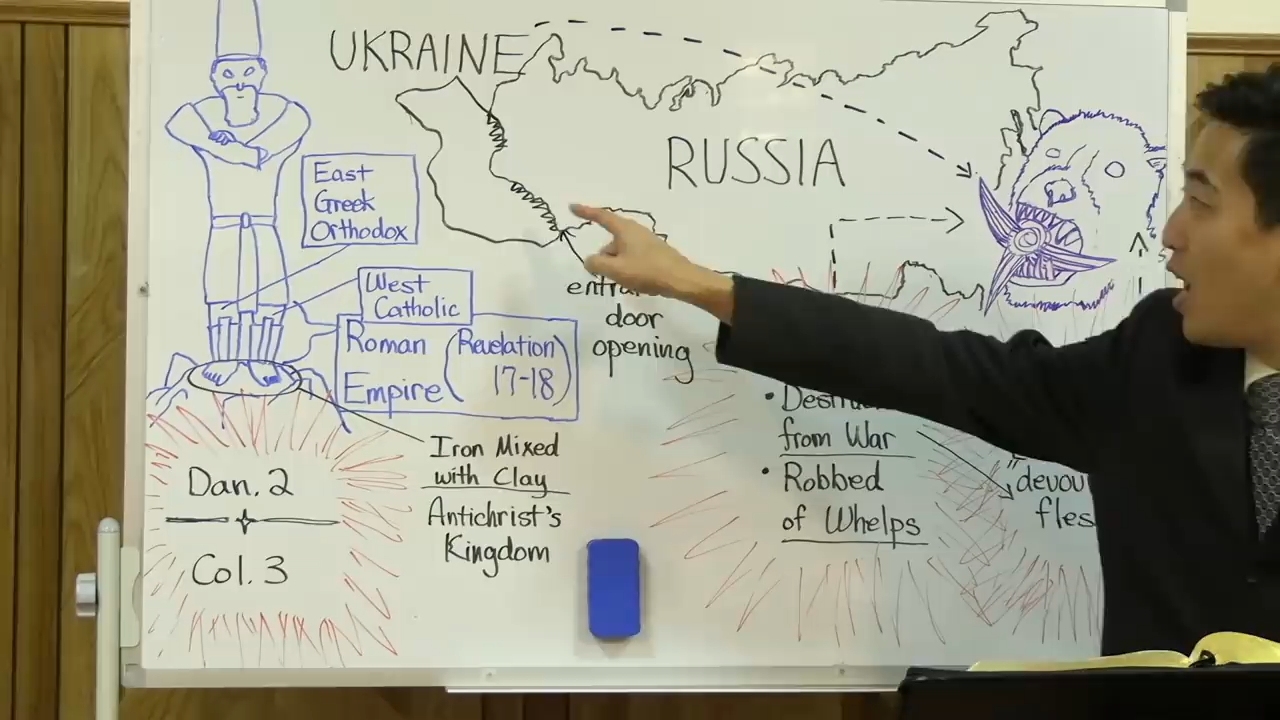 UKRAINE
RUSSIA
East
Greek
Orthodox
West
Catholic
Roman
Empire
(Revelation
17-18)
door
opening
from War
• Robbed
of Whelps
Iron Mixed
with Clay
Antichrist's
Kingdom
Dan. 2
Col. 3